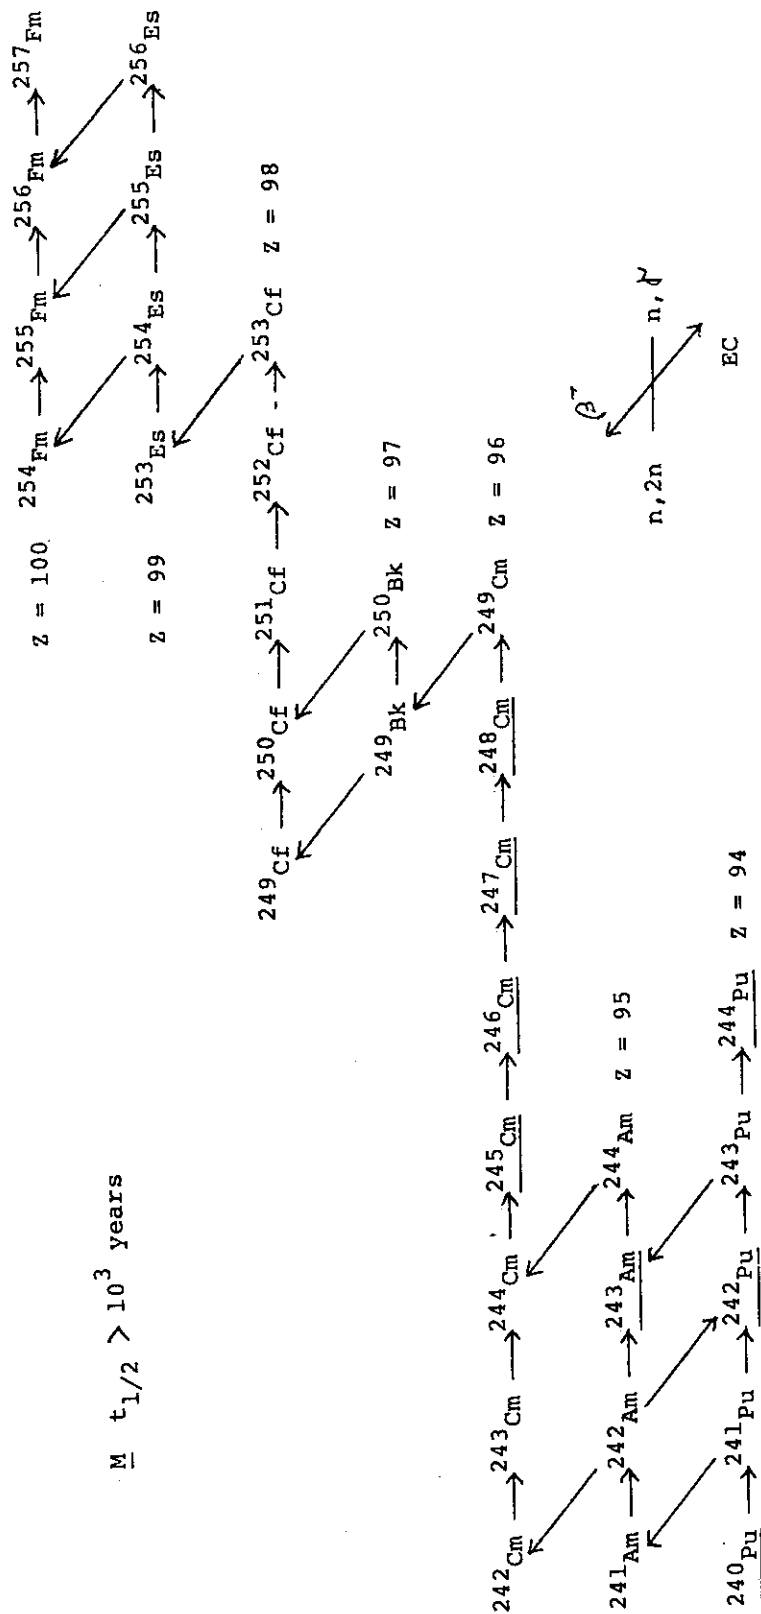 Z = 100 254Fm → 255Fm → 256Fm → 257Fm
Z = 99 253Es → 254Es → 255Es → 256Es
249Cf → 250Cf → 251Cf → 252Cf --→ 253Cf Z = 98
249Bk → 250Bk Z = 97
M t1/2 > 10³ years
242Cm → 243Cm → 244Cm → 245Cm → 246Cm → 247Cm → 248Cm → 249Cm Z = 96
241Am → 242Am → 243Am → 244Am Z = 95
240Pu → 241Pu → 242Pu → 243Pu → 244Pu Z = 94
β⁻
n, 2n n, γ
EC